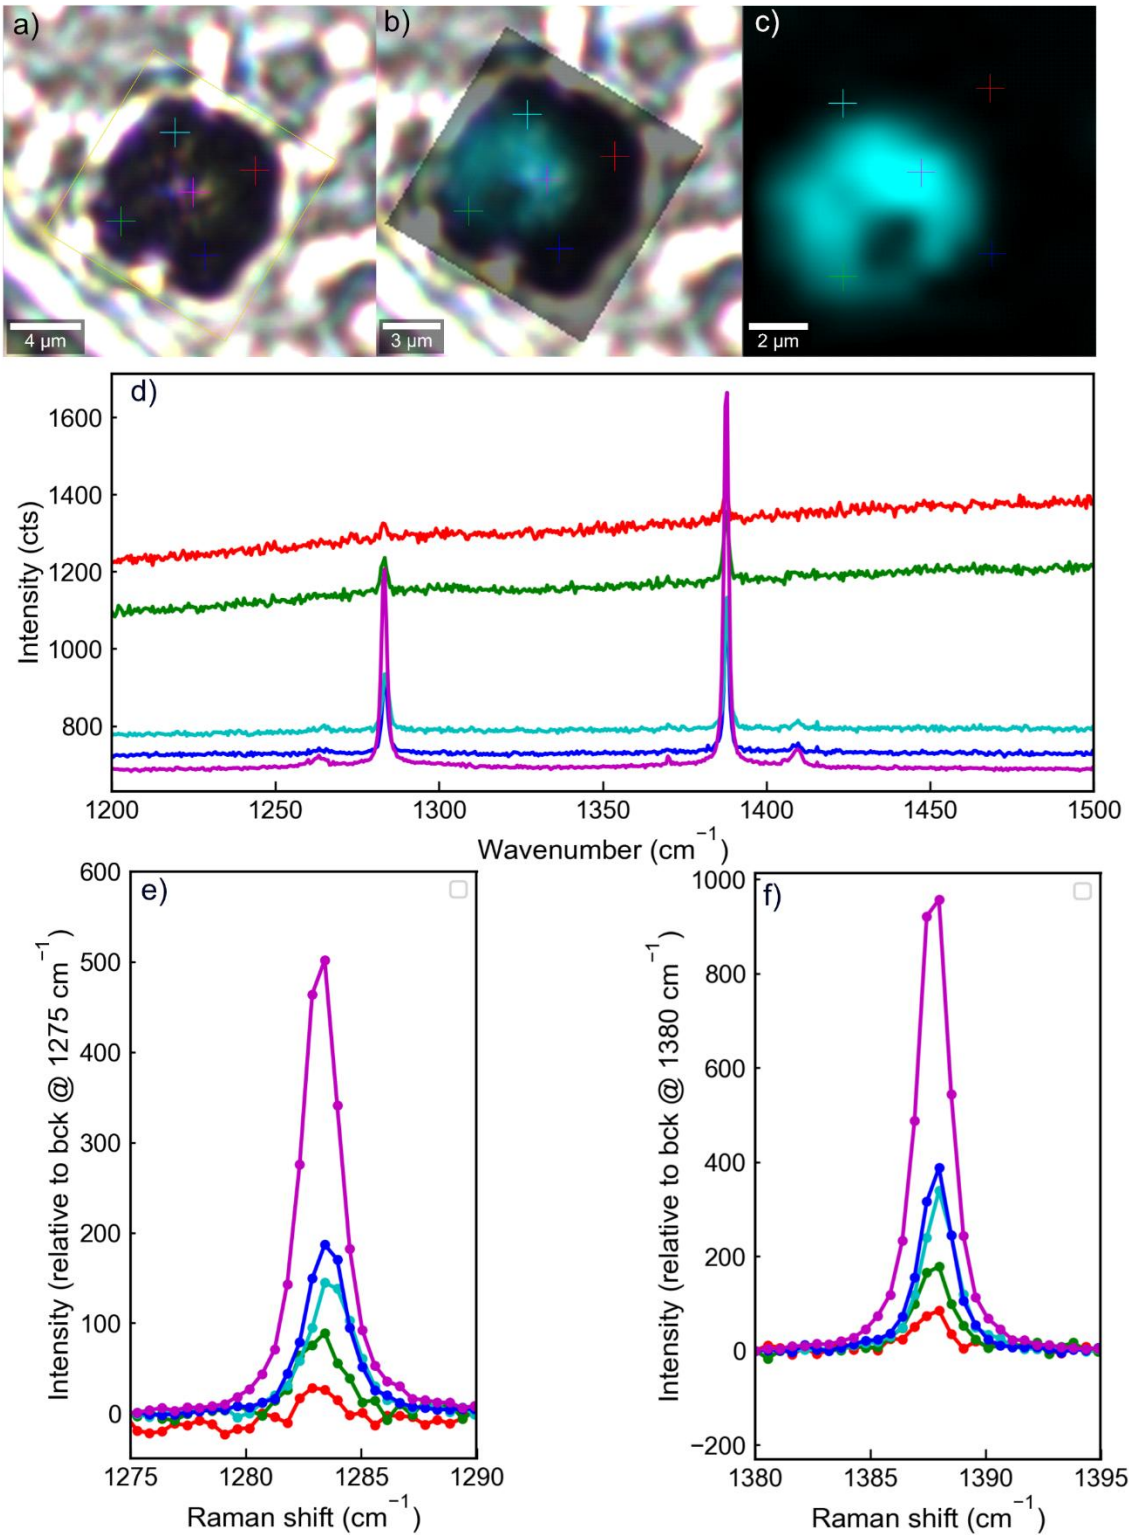 a)
b)
c)
4 µm
3 µm
2 µm
d)
Intensity (cts)
1600
1400
1200
1000
800
1200 1250 1300 1350 1400 1450 1500
Wavenumber (cm⁻¹)
e)
Intensity (relative to bck @ 1275 cm⁻¹)
600
500
400
300
200
100
0
1275 1280 1285 1290
Raman shift (cm⁻¹)
f)
Intensity (relative to bck @ 1380 cm⁻¹)
1000
800
600
400
200
0
−200
1380 1385 1390 1395
Raman shift (cm⁻¹)